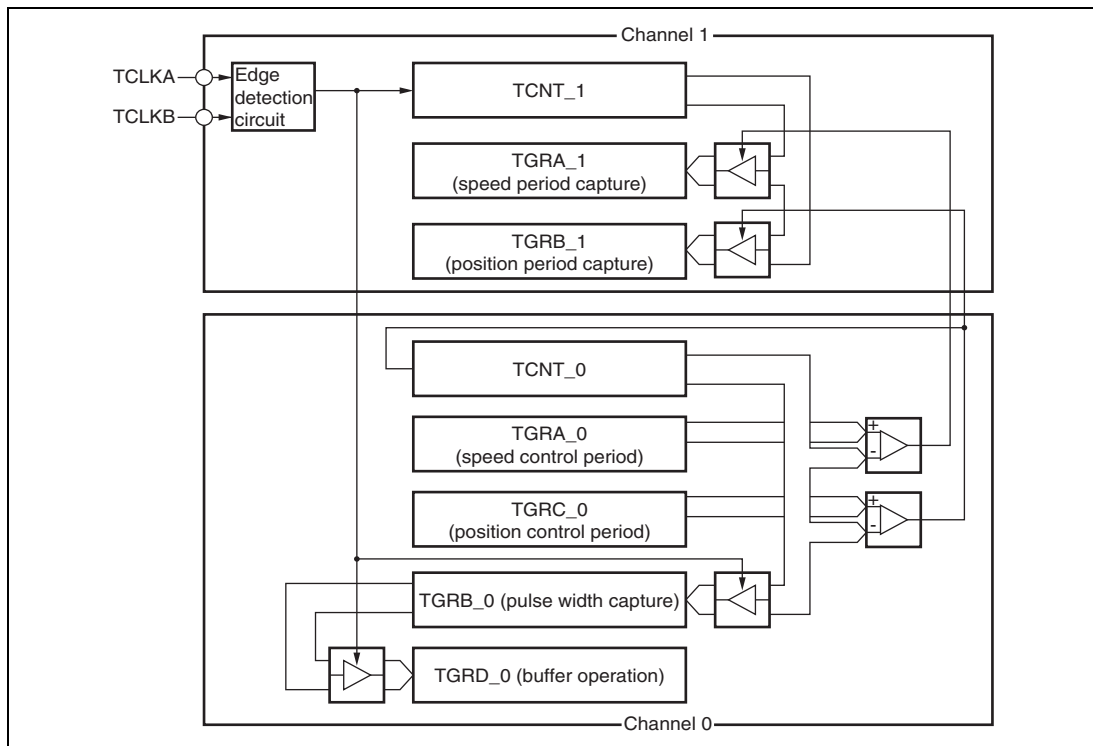 Channel 1
TCLKA
TCLKB
Edge
detection
circuit
TCNT_1
TGRA_1
(speed period capture)
TGRB_1
(position period capture)
TCNT_0
TGRA_0
(speed control period)
+
-
TGRC_0
(position control period)
+
-
TGRB_0 (pulse width capture)
TGRD_0 (buffer operation)
Channel 0